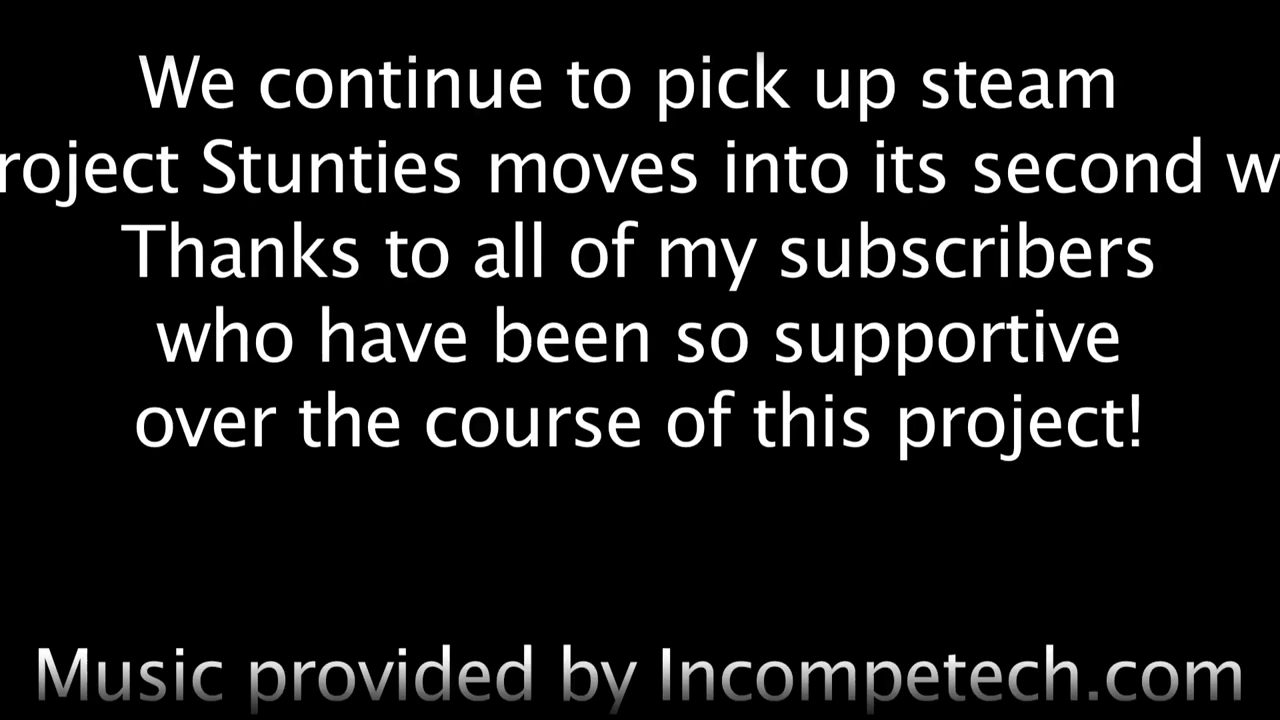 We continue to pick up steam
roject Stunties moves into its second w
Thanks to all of my subscribers
who have been so supportive
over the course of this project!
Music provided by Incompetech.com